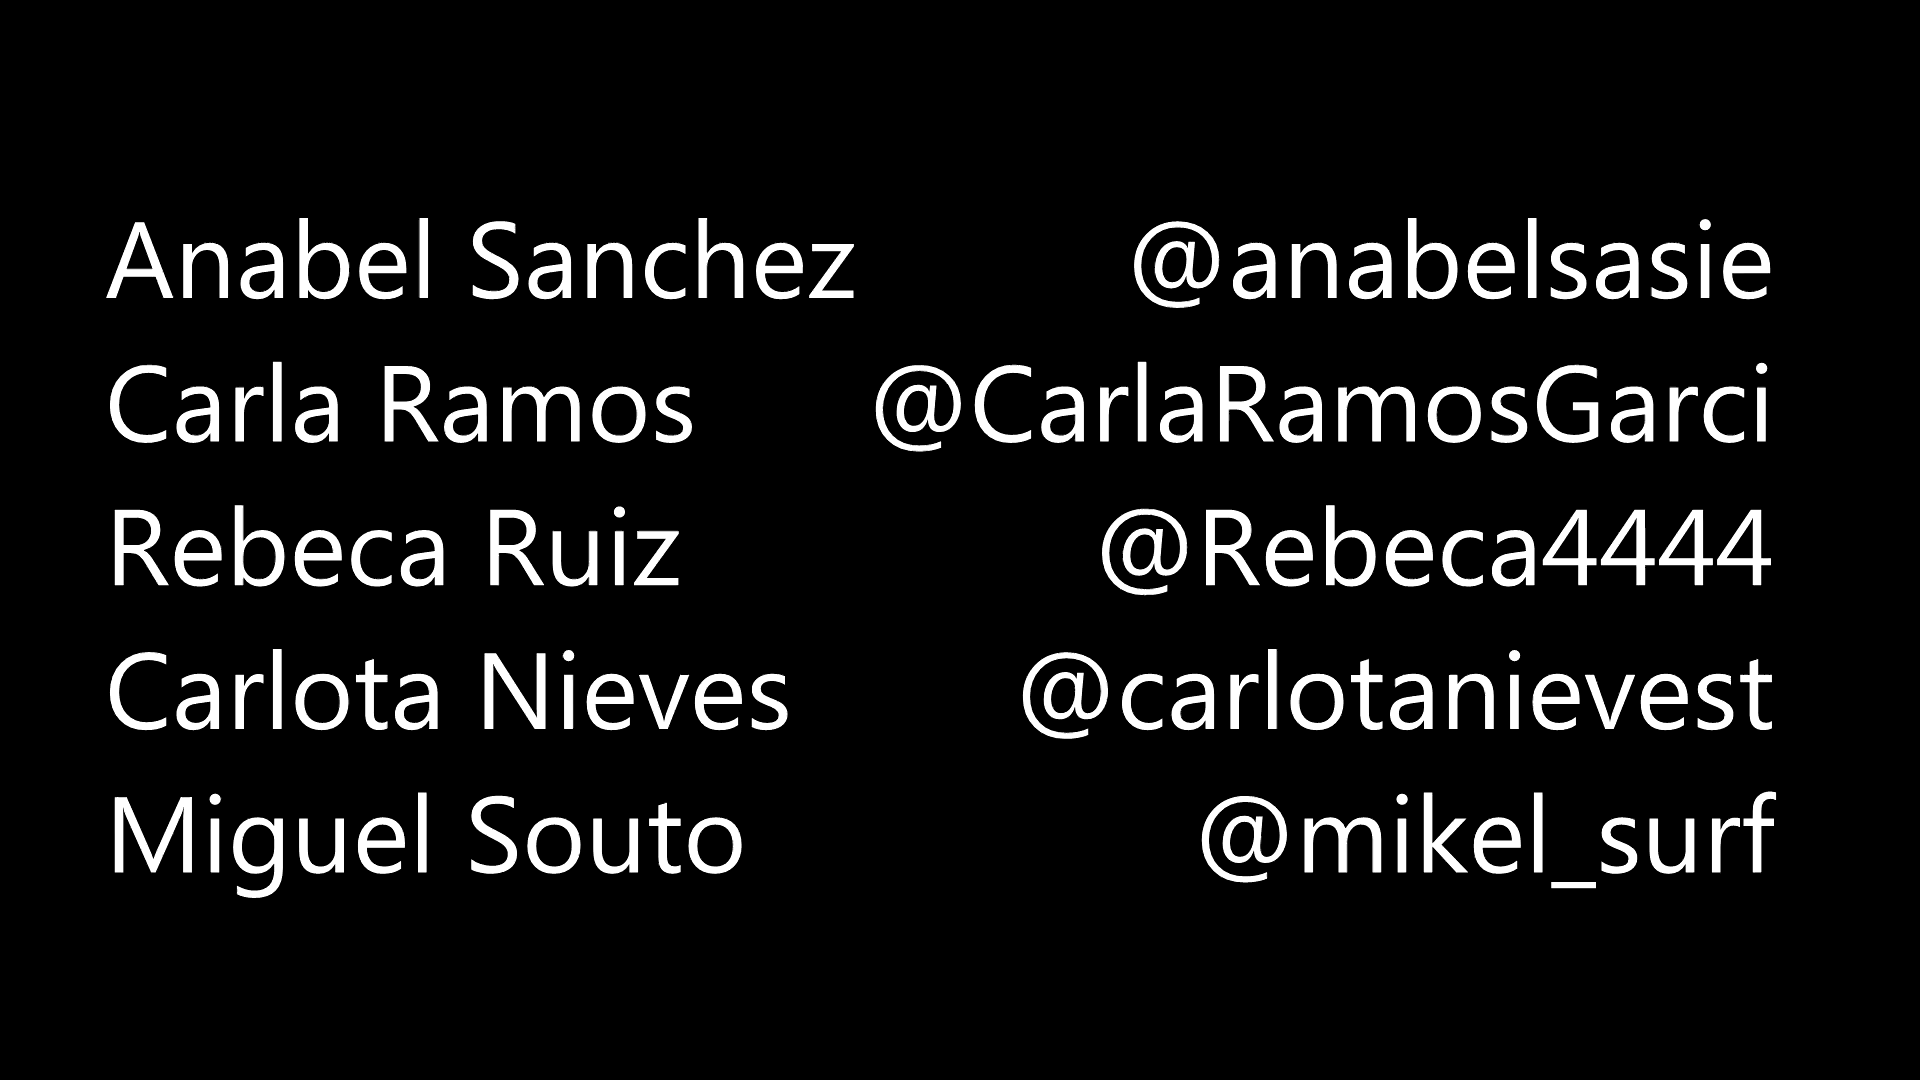 Anabel Sanchez @anabelsasie
Carla Ramos @CarlaRamosGarci
Rebeca Ruiz @Rebeca4444
Carlota Nieves @carlotanievest
Miguel Souto @mikel_surf